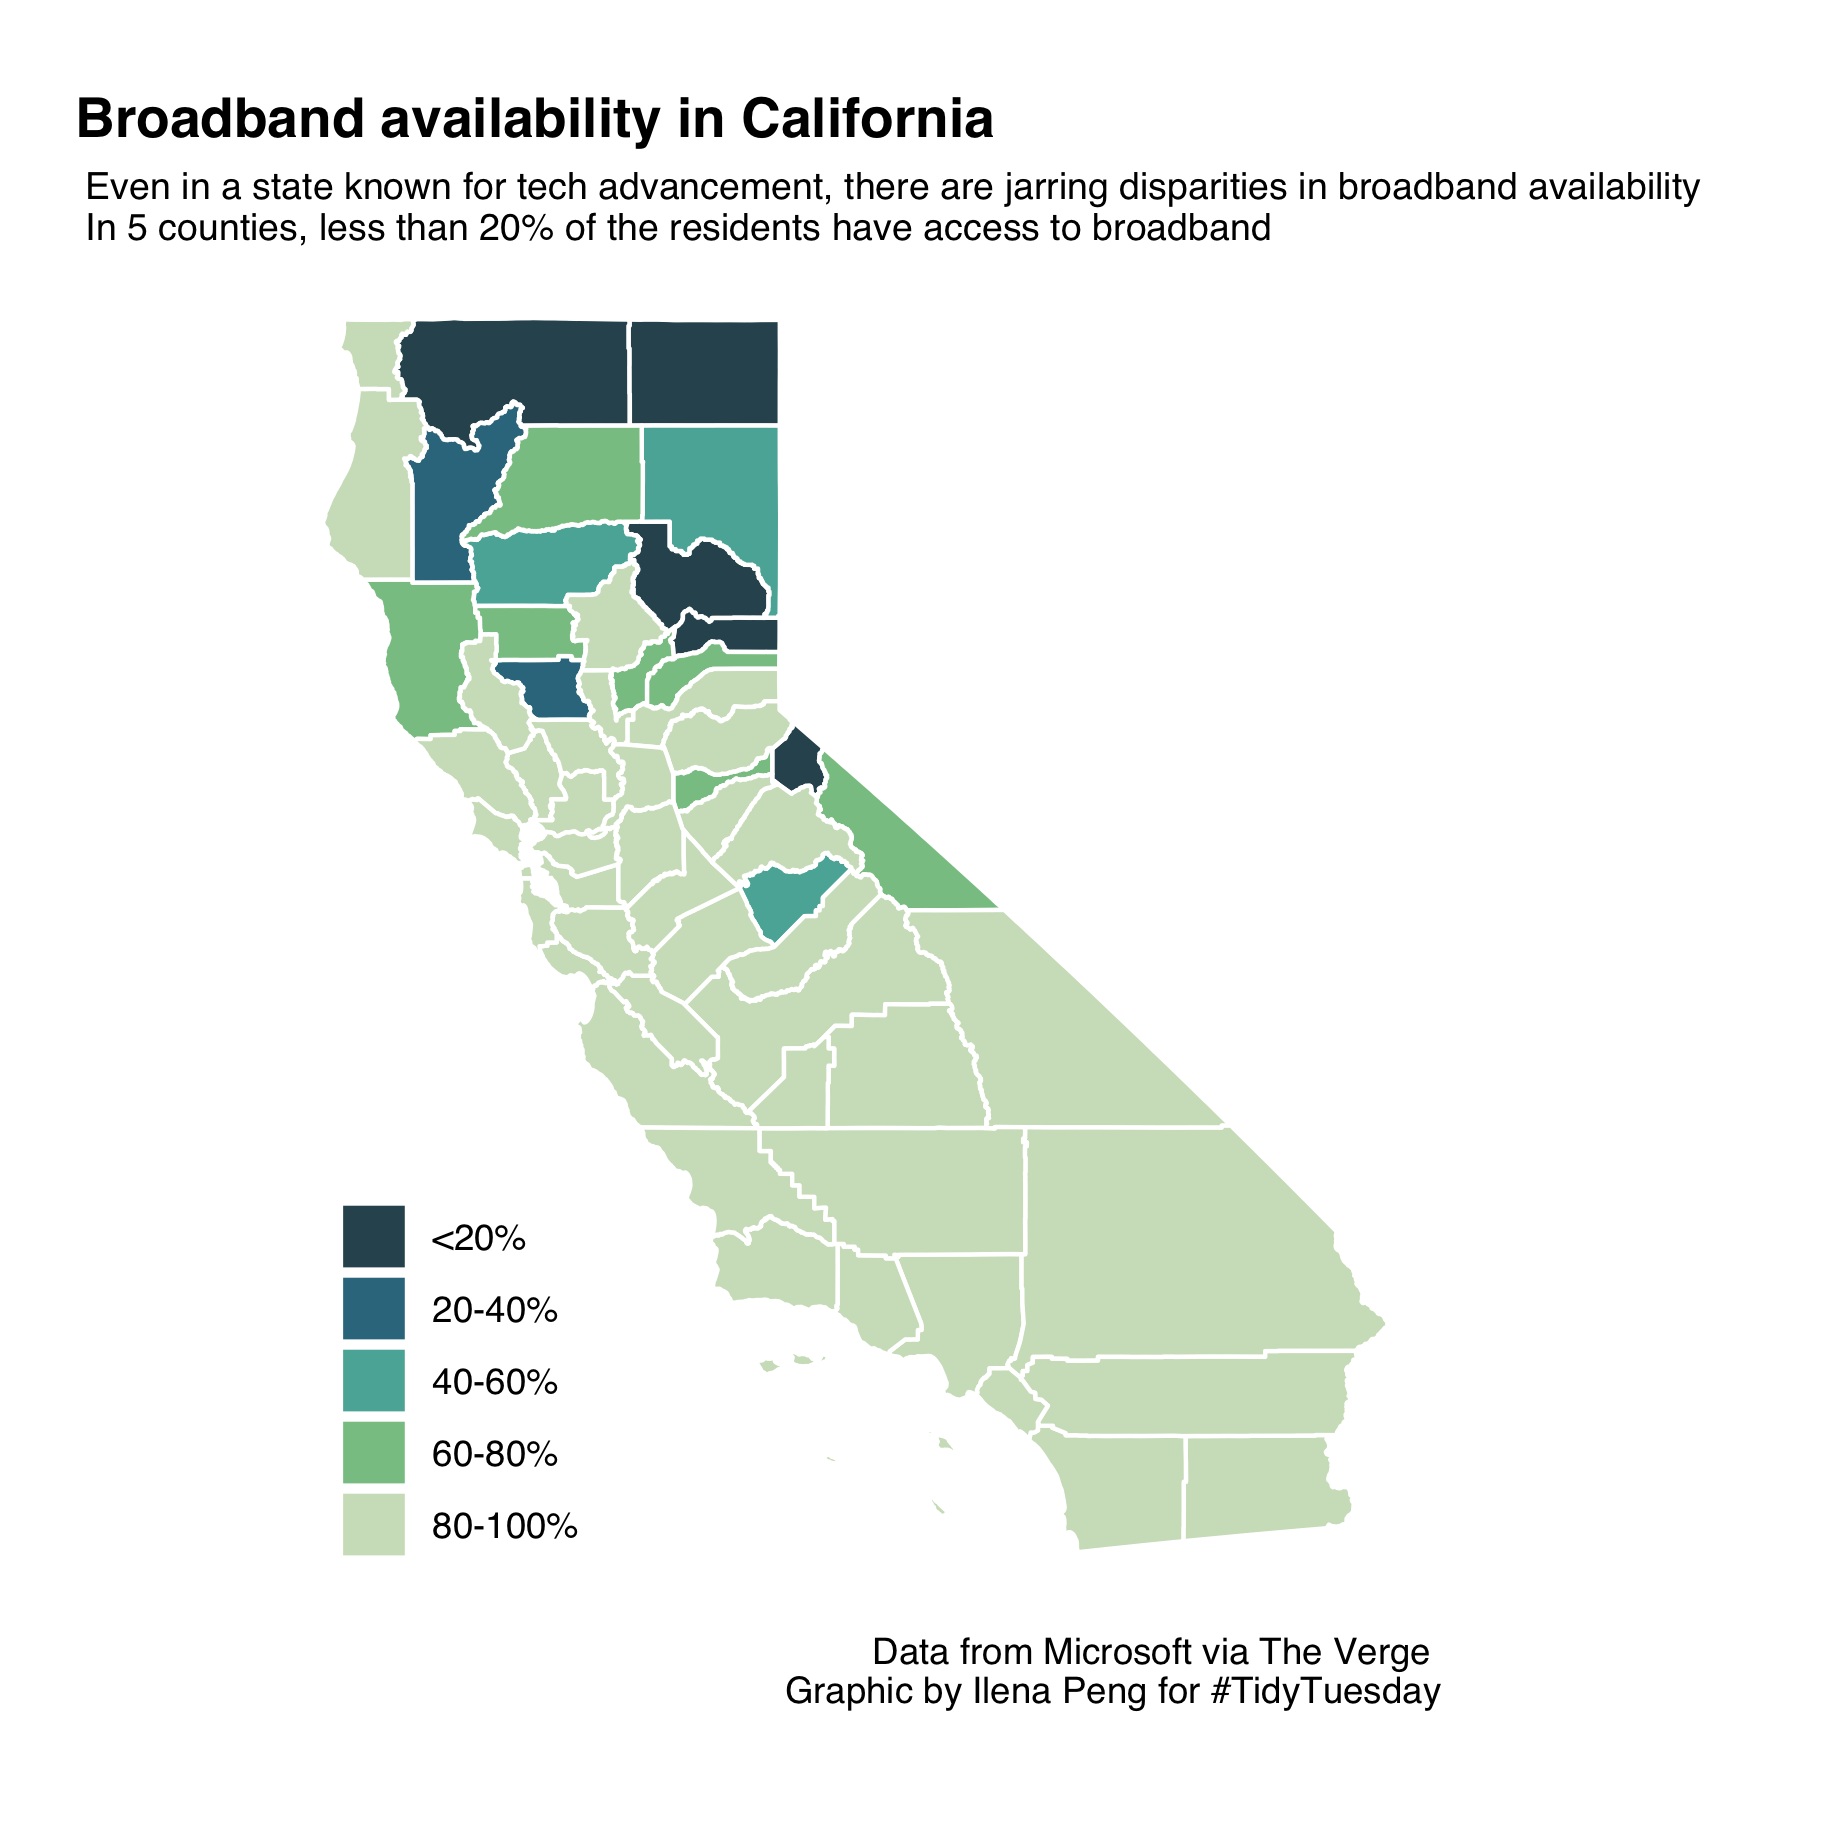 Broadband availability in California
Even in a state known for tech advancement, there are jarring disparities in broadband availability
In 5 counties, less than 20% of the residents have access to broadband
<20%
20-40%
40-60%
60-80%
80-100%
Data from Microsoft via The Verge
Graphic by Ilena Peng for #TidyTuesday